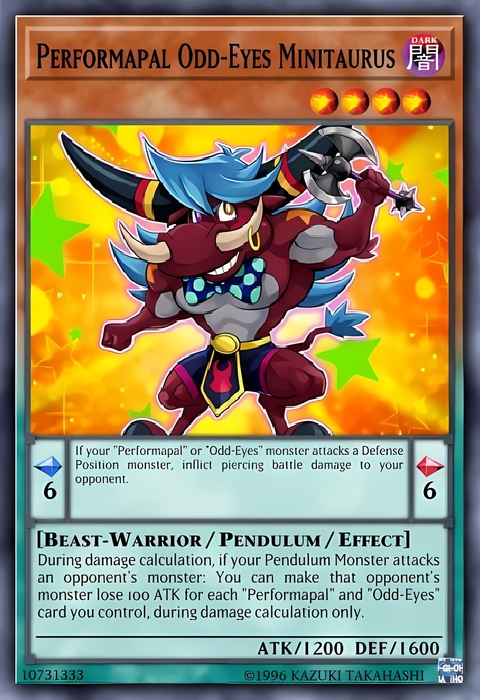 Performapal Odd-Eyes Minitaurus
DARK
闇
If your "Performapal" or "Odd-Eyes" monster attacks a Defense
Position monster, inflict piercing battle damage to your
opponent.
6
6
[Beast-Warrior / Pendulum / Effect]
During damage calculation, if your Pendulum Monster attacks
an opponent's monster: You can make that opponent's
monster lose 100 ATK for each "Performapal" and "Odd-Eyes"
card you control, during damage calculation only.
ATK/1200 DEF/1600
10731333
©1996 KAZUKI TAKAHASHI